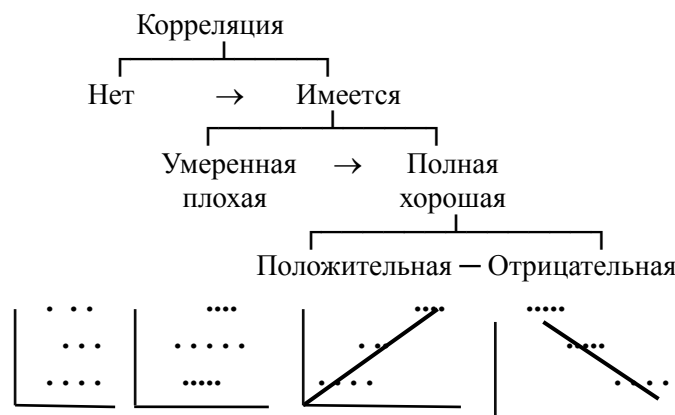 Корреляция
Нет → Имеется
Умеренная → Полная
плохая хорошая
Положительная — Отрицательная